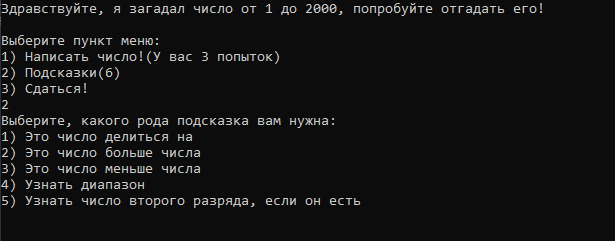 Здравствуйте, я загадал число от 1 до 2000, попробуйте отгадать его!
Выберите пункт меню:
1) Написать число!(У вас 3 попыток)
2) Подсказки(6)
3) Сдаться!
2
Выберите, какого рода подсказка вам нужна:
1) Это число делиться на
2) Это число больше числа
3) Это число меньше числа
4) Узнать диапазон
5) Узнать число второго разряда, если он есть